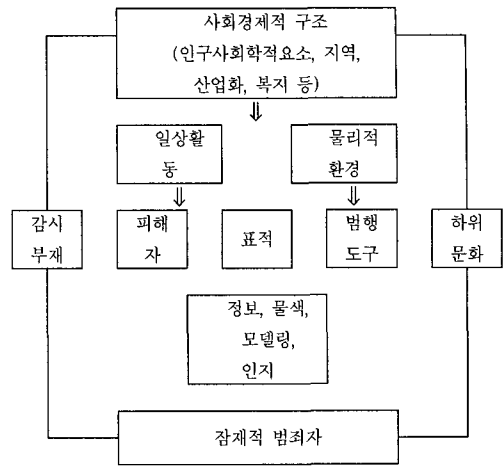 사회경제적 구조
(인구사회학적요소, 지역,
산업화, 복지 등)
⇓
일상활
동
물리적
환경
⇓
⇓
감시
부재
피해
자
표적
범행
도구
하위
문화
정보, 물색,
모델링,
인지
잠재적 범죄자